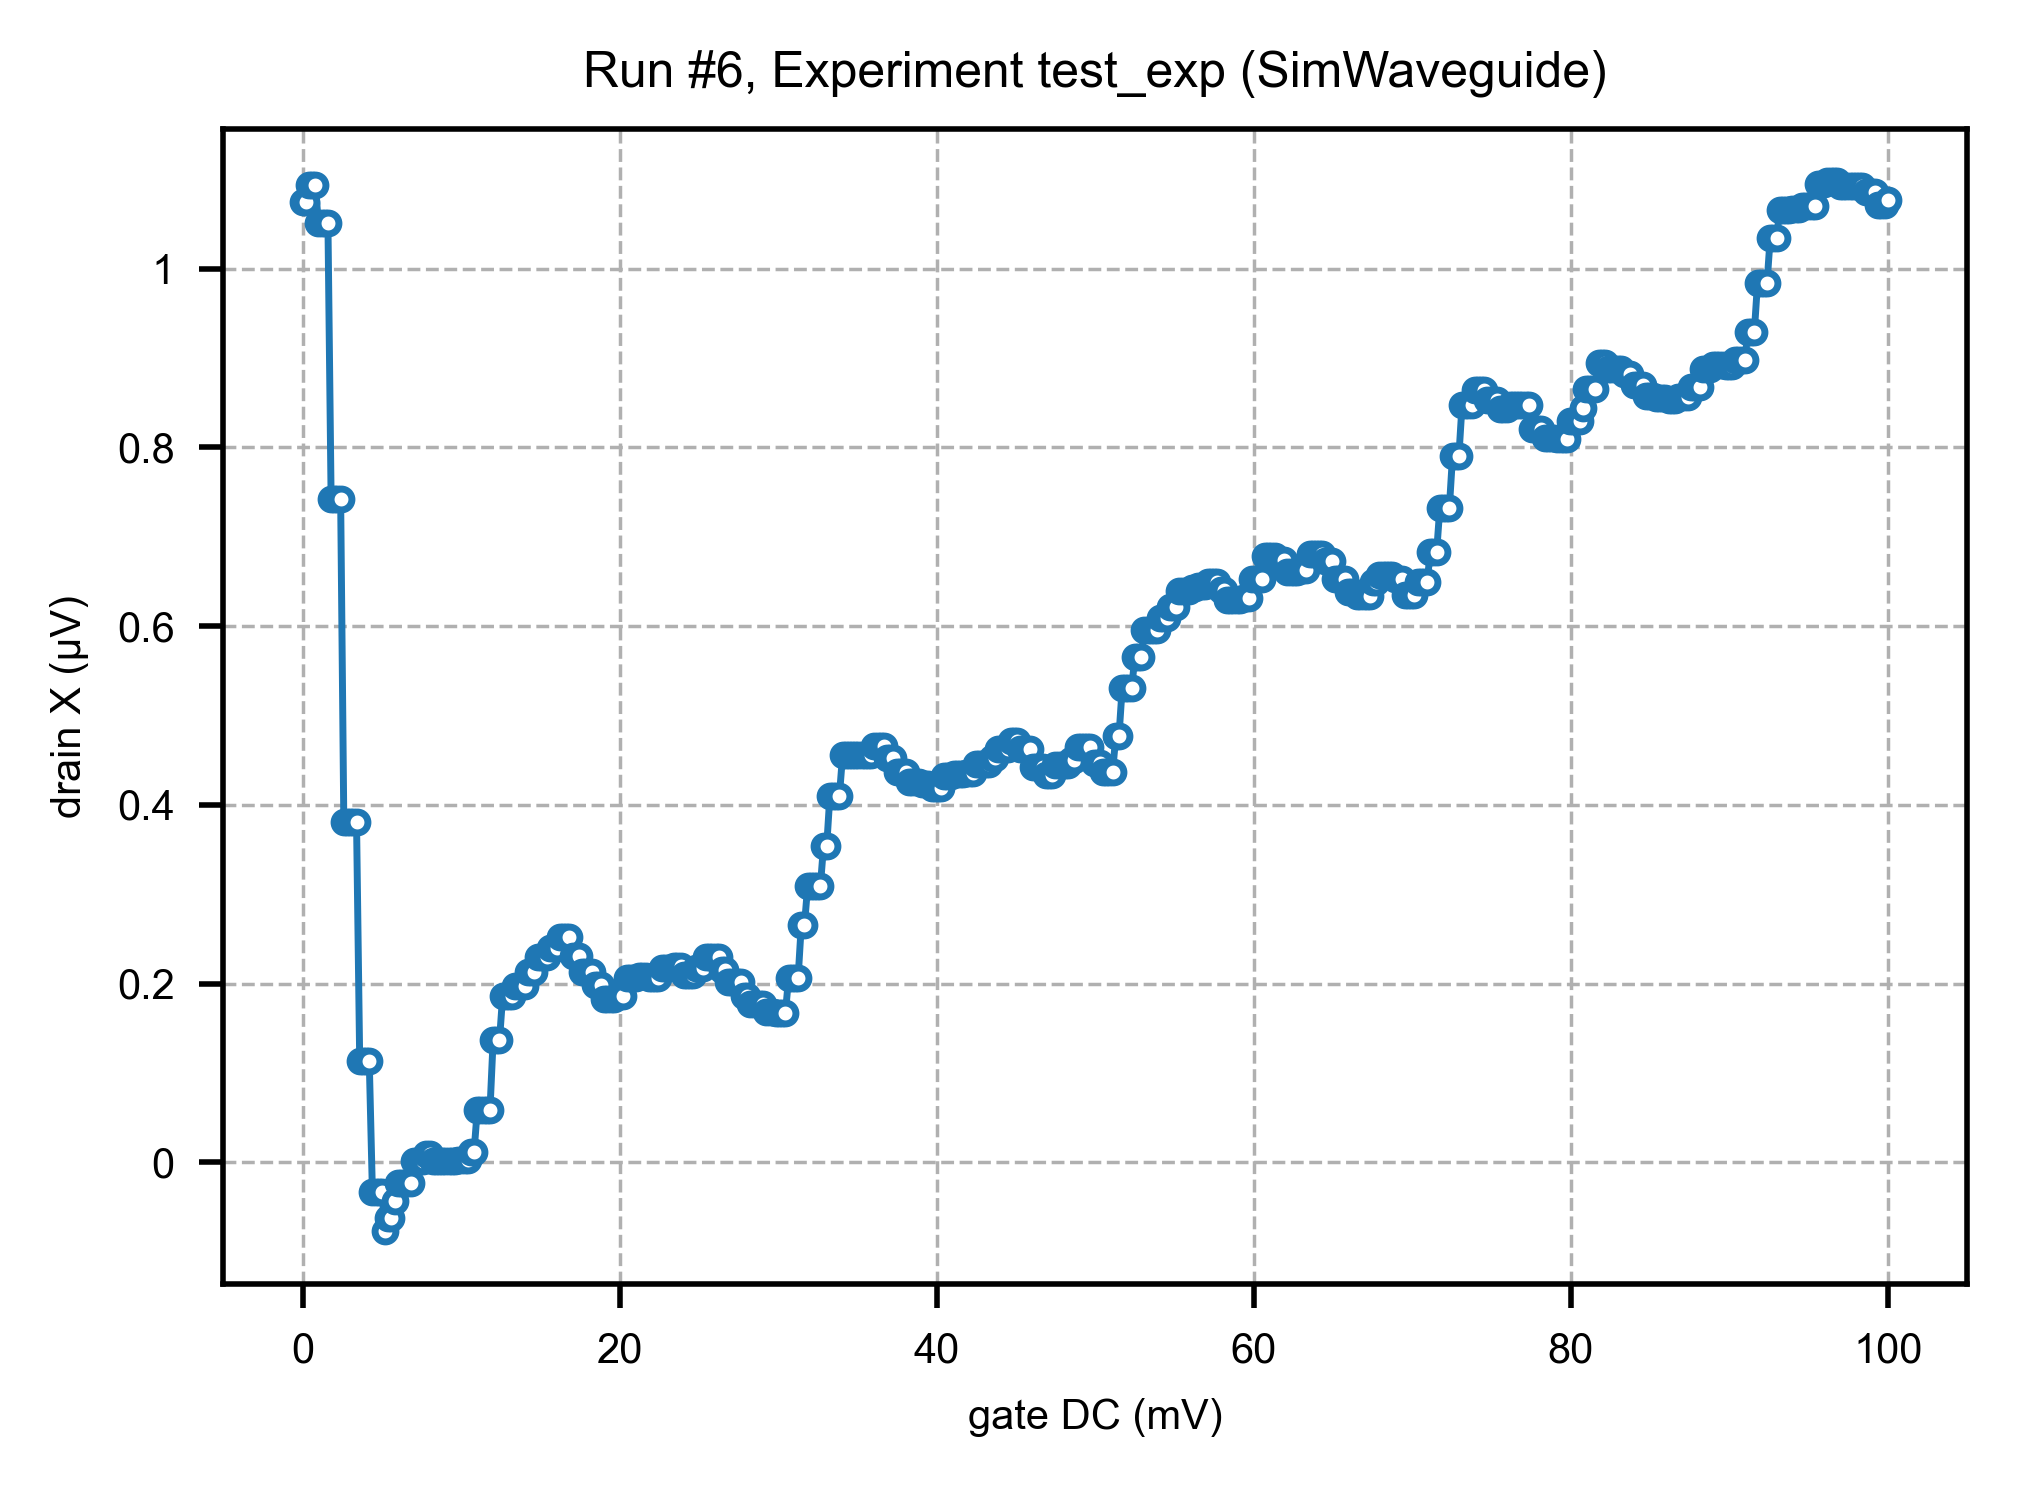 Run #6, Experiment test_exp (SimWaveguide)
1
0.8
0.6
0.4
0.2
0
drain X (μV)
0 20 40 60 80 100
gate DC (mV)